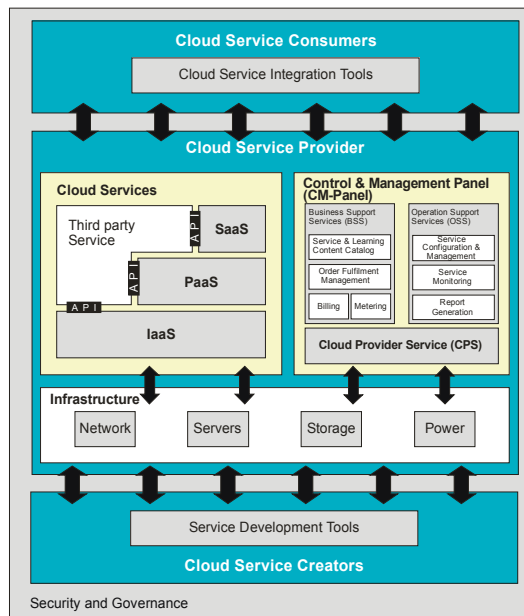 Cloud Service Consumers
Cloud Service Integration Tools
Cloud Service Provider
Cloud Services
Third party
Service
API
SaaS
API
PaaS
API
IaaS
Control & Management Panel
(CM-Panel)
Business Support
Services (BSS)
Service & Learning
Content Catalog
Order Fulfilment
Management
Billing
Metering
Operation Support
Services (OSS)
Service
Configuration &
Management
Service
Monitoring
Report
Generation
Cloud Provider Service (CPS)
Infrastructure
Network
Servers
Storage
Power
Service Development Tools
Cloud Service Creators
Security and Governance